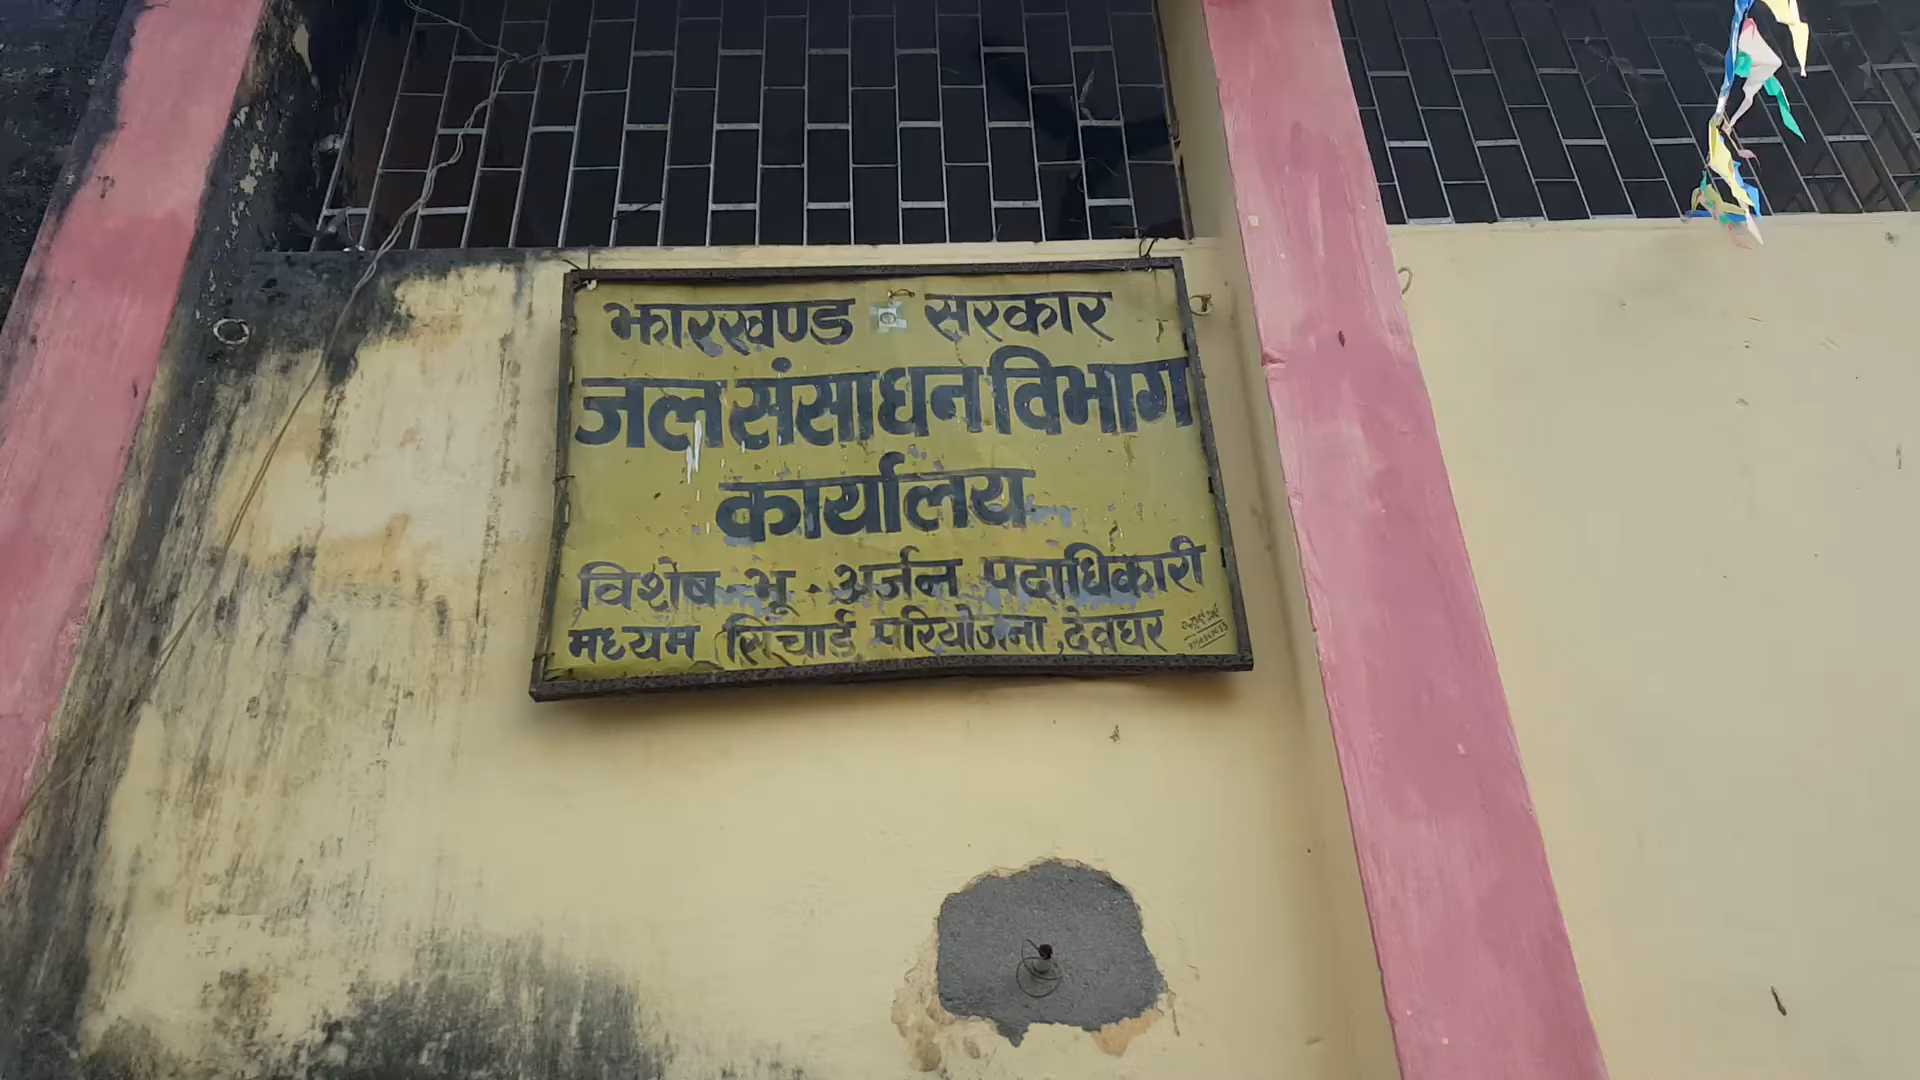 झारखण्ड सरकार
जल संसाधन विभाग
कार्यालय
विशेष भू-अर्जन पदाधिकारी
मध्यम सिंचाई परियोजना, देवघर